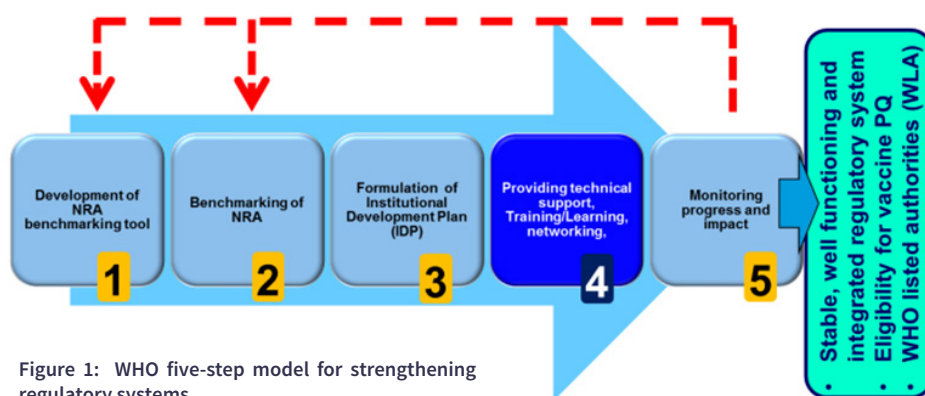 Development of
NRA
benchmarking tool
1
Benchmarking of
NRA
2
Formulation of
Institutional
Development Plan
(IDP)
3
Providing technical
support,
Training/Learning,
networking,
4
Monitoring
progress and
impact
5
• Stable, well functioning and
integrated regulatory system
• Eligibility for vaccine PQ
• WHO listed authorities (WLA)
Figure 1: WHO five-step model for strengthening
regulatory systems